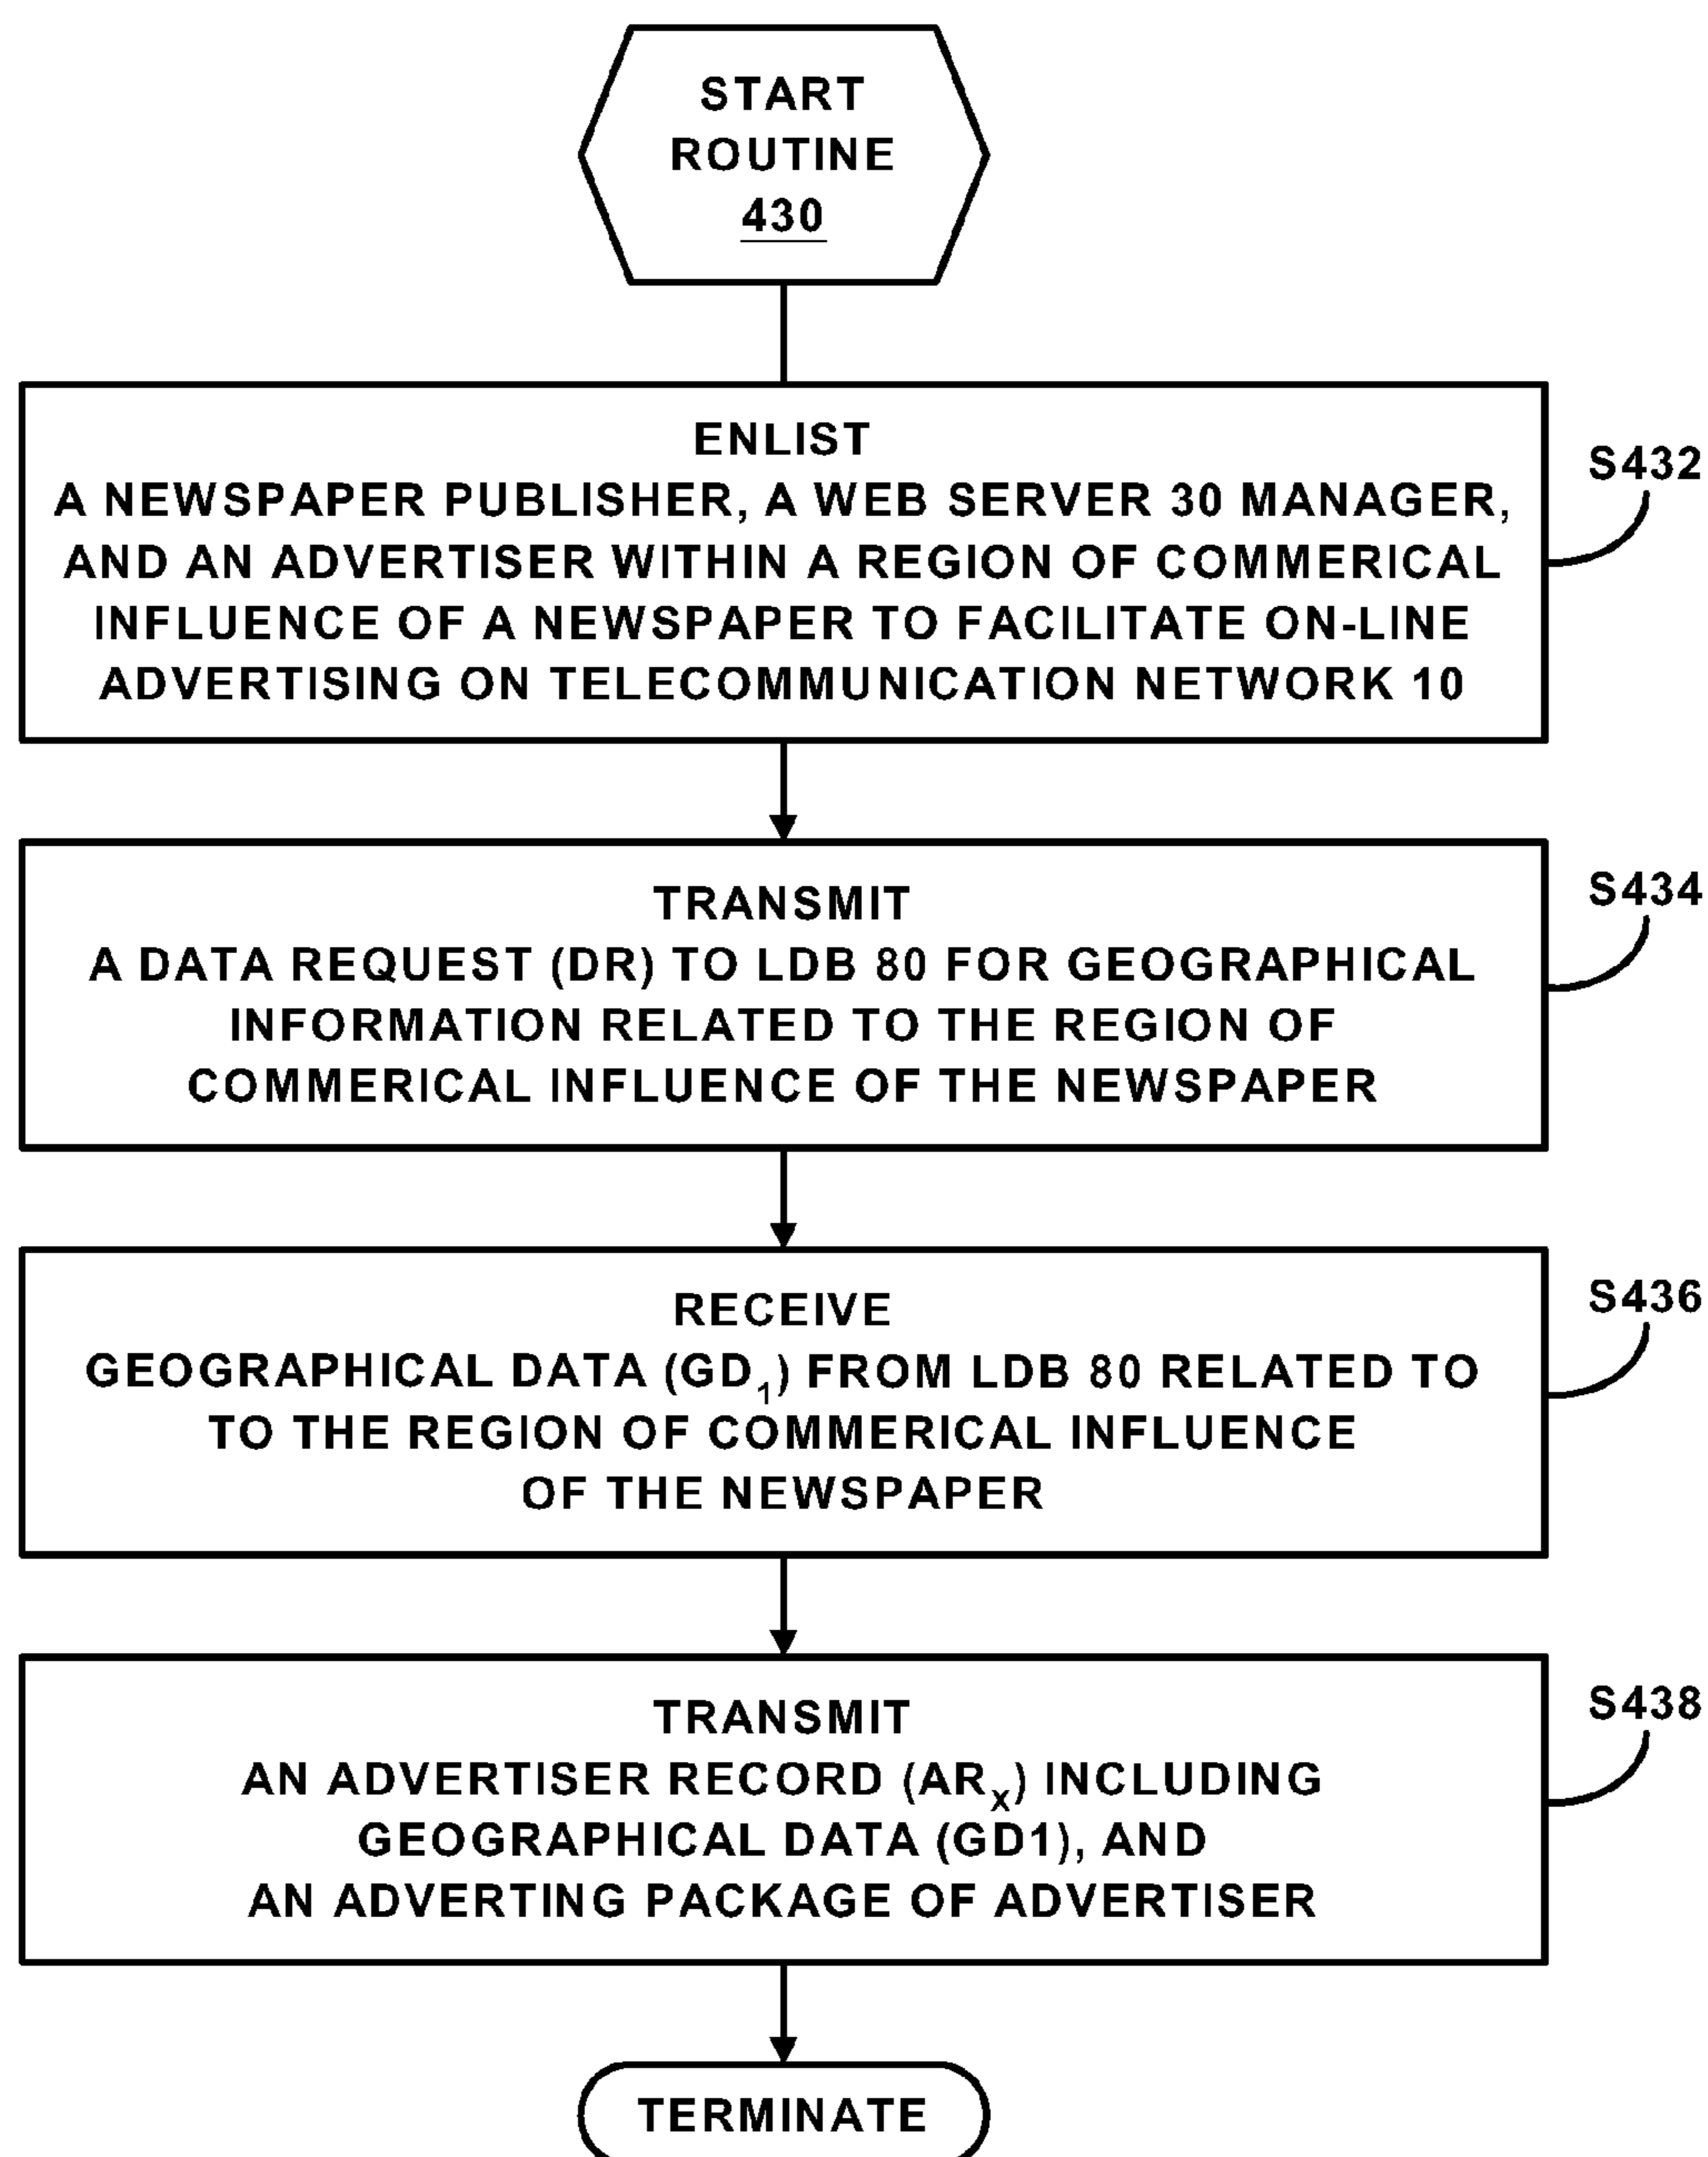 START
ROUTINE
430
ENLIST
A NEWSPAPER PUBLISHER, A WEB SERVER 30 MANAGER,
AND AN ADVERTISER WITHIN A REGION OF COMMERICAL
INFLUENCE OF A NEWSPAPER TO FACILITATE ON-LINE
ADVERTISING ON TELECOMMUNICATION NETWORK 10
S432
TRANSMIT
A DATA REQUEST (DR) TO LDB 80 FOR GEOGRAPHICAL
INFORMATION RELATED TO THE REGION OF
COMMERICAL INFLUENCE OF THE NEWSPAPER
S434
RECEIVE
GEOGRAPHICAL DATA (GD1) FROM LDB 80 RELATED TO
TO THE REGION OF COMMERICAL INFLUENCE
OF THE NEWSPAPER
S436
TRANSMIT
AN ADVERTISER RECORD (ARX) INCLUDING
GEOGRAPHICAL DATA (GD1), AND
AN ADVERTING PACKAGE OF ADVERTISER
S438
TERMINATE